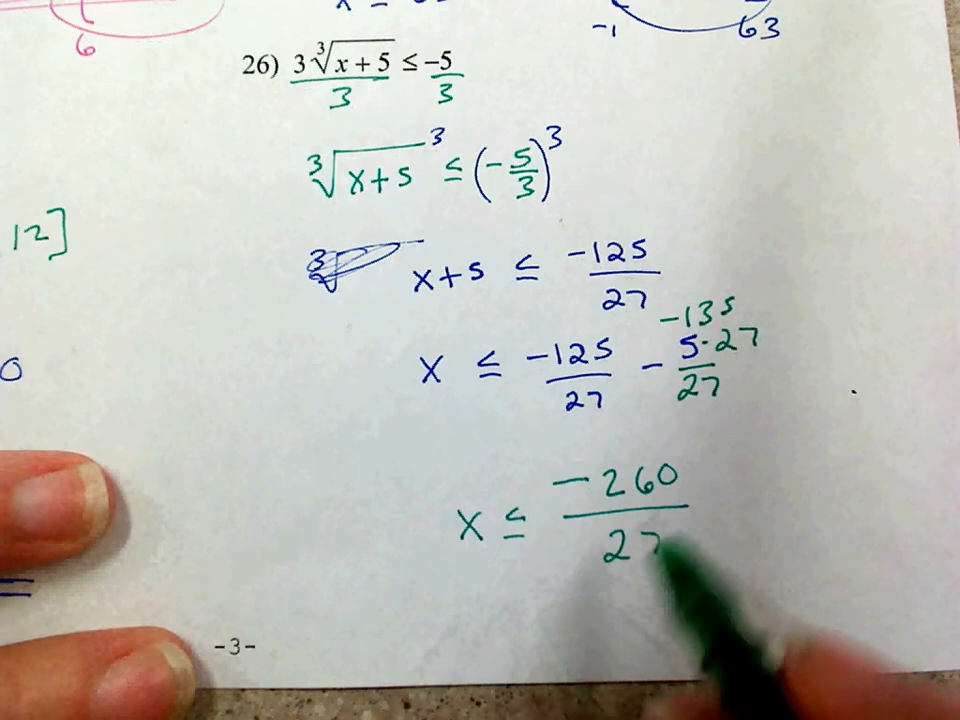 6
-1 63
26) 3∛x + 5 ≤ -5
3 3
∛x+5 ³ ≤ (-5/3)³
12]
3 x+5 ≤ -125/27
-135
0 x ≤ -125/27 - 5·27/27
x ≤ -260/27
-3-